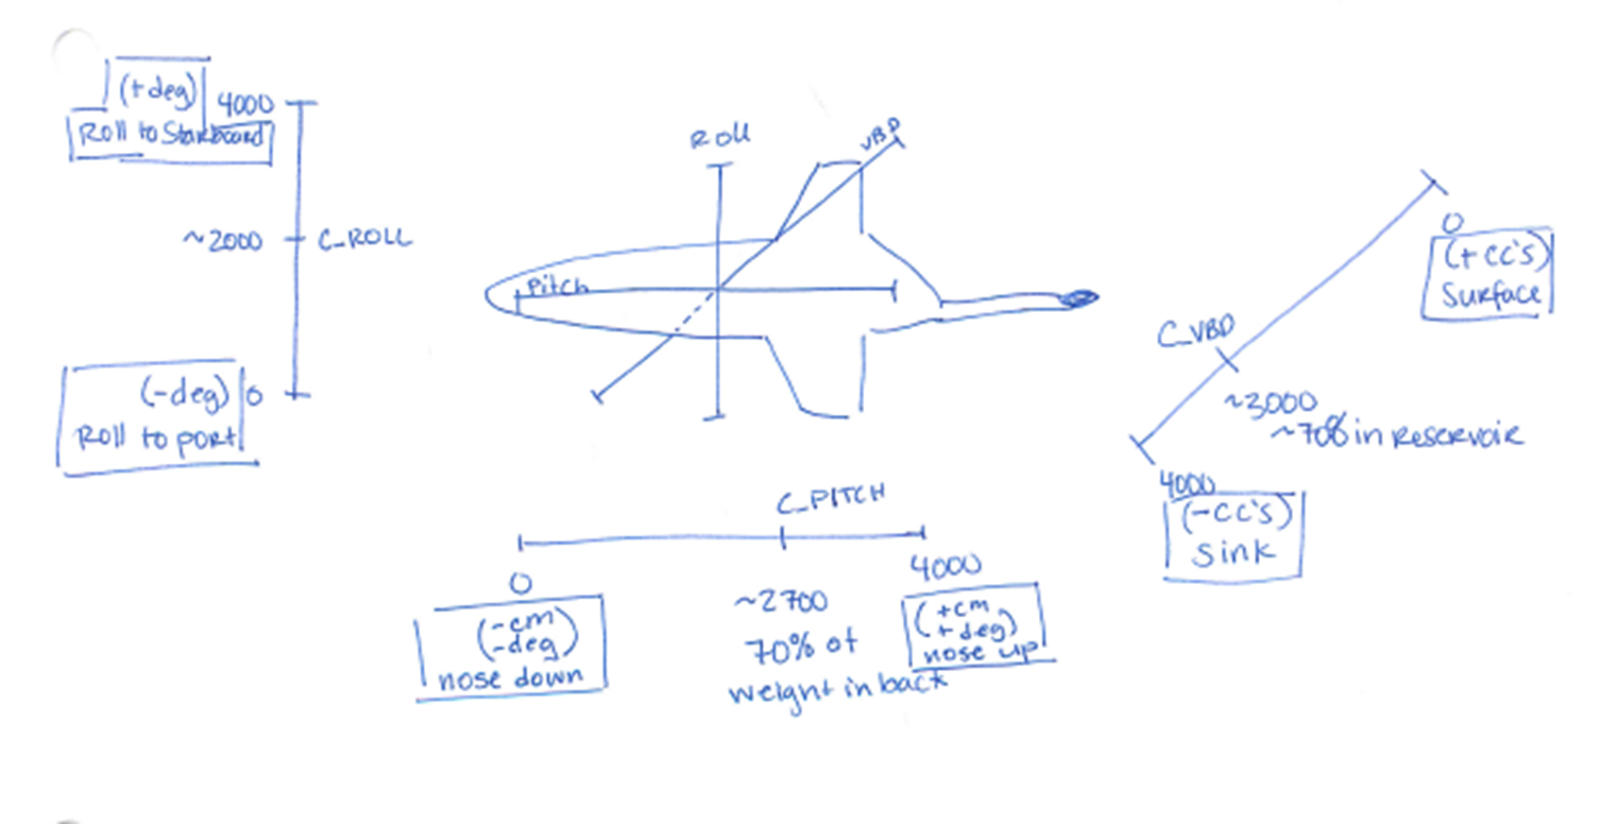 (+deg)
4000
Roll to Starboard
~2000
C_ROLL
(-deg)
0
Roll to port
Roll
VBD
Pitch
0
(+cc's)
Surface
C_VBD
~3000
~70% in reservoir
4000
(-cc's)
Sink
C_PITCH
0
(-cm
-deg)
nose down
~2700
70% of
weight in back
4000
(+cm
+deg)
nose up